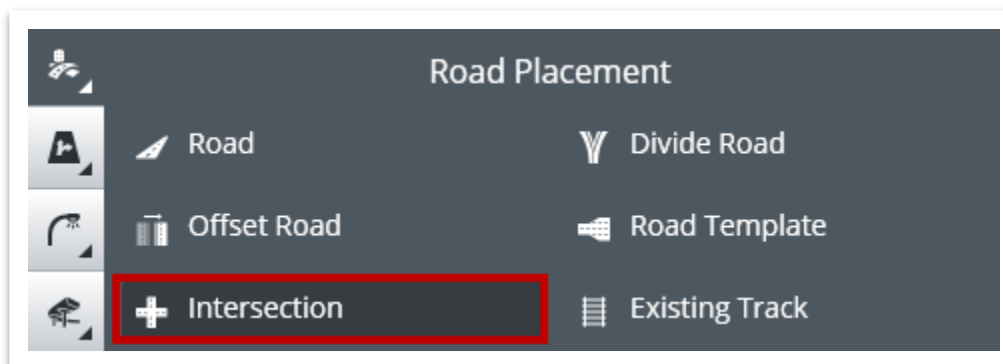 Road Placement
Road
Divide Road
Offset Road
Road Template
Intersection
Existing Track